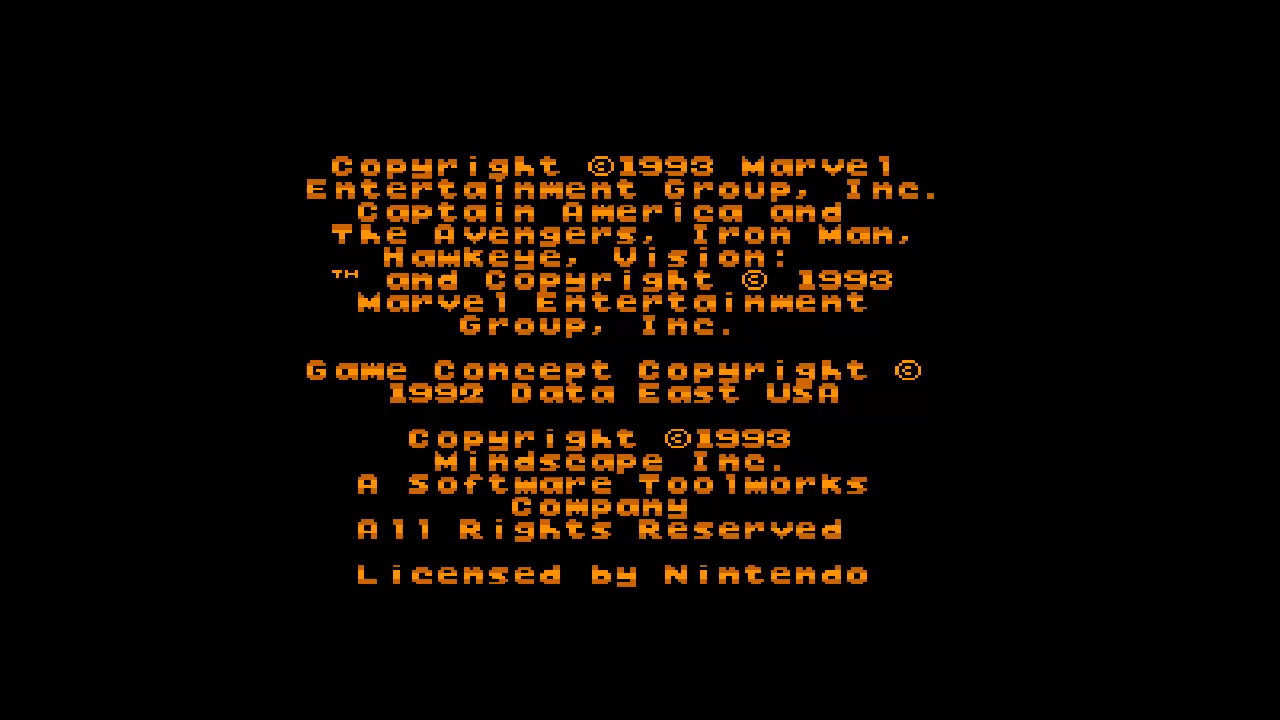 Copyright ©1993 Marvel
Entertainment Group, Inc.
Captain America and
The Avengers, Iron Man,
Hawkeye, Vision:
™ and Copyright © 1993
Marvel Entertainment
Group, Inc.
Game Concept Copyright ©
1992 Data East USA
Copyright ©1993
Mindscape Inc.
A Software Toolworks
Company
All Rights Reserved
Licensed by Nintendo